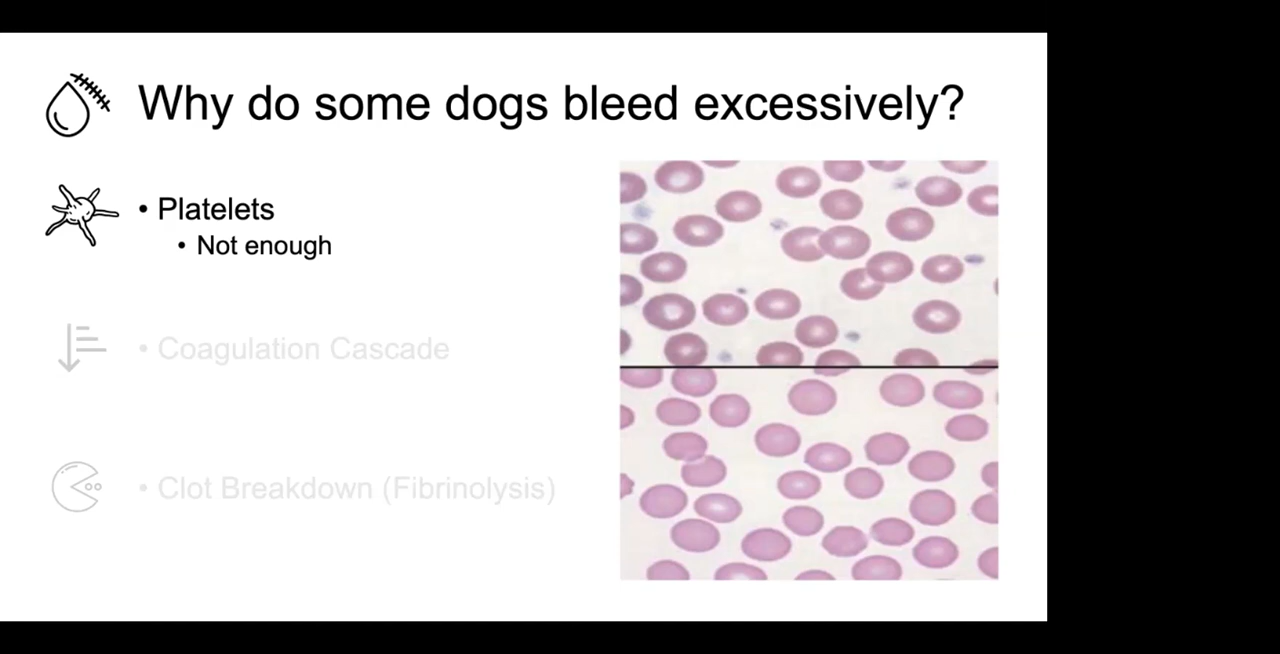 Why do some dogs bleed excessively?
• Platelets
• Not enough
• Coagulation Cascade
• Clot Breakdown (Fibrinolysis)